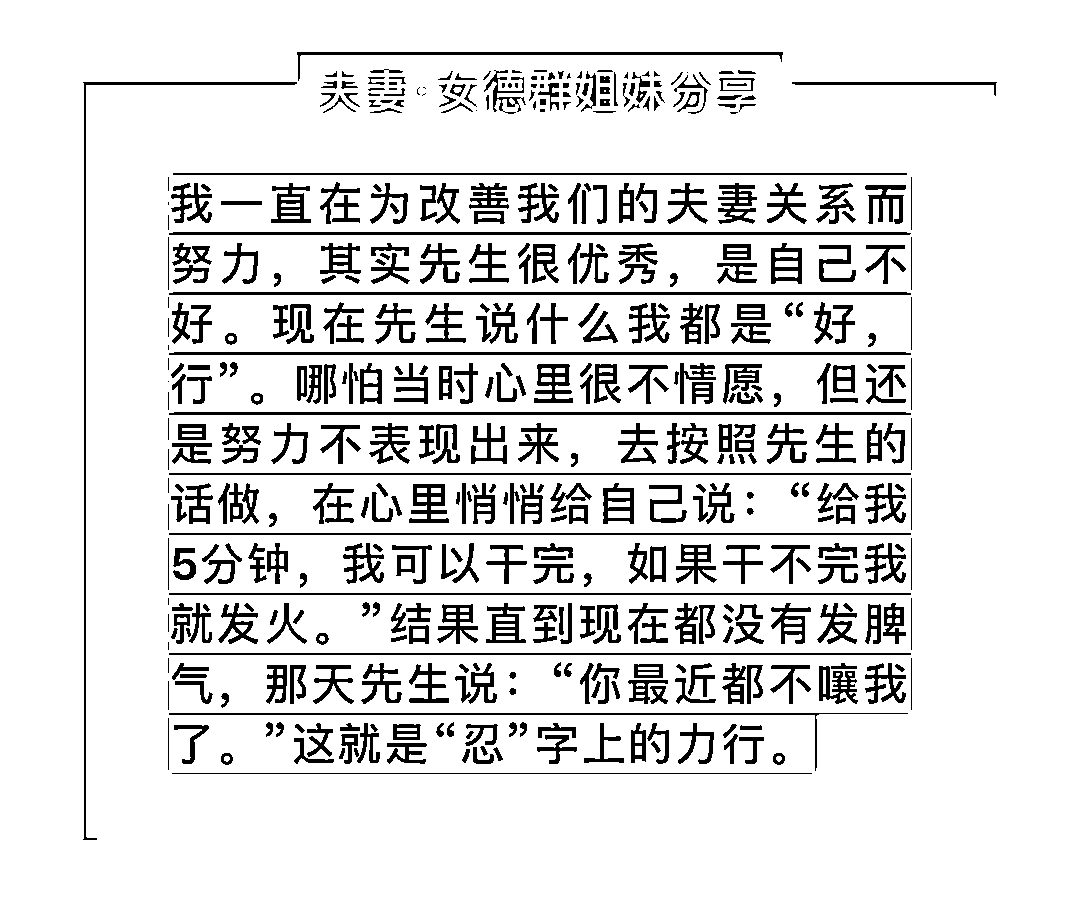 夫妻。女德群姐妹分享
我一直在为改善我们的夫妻关系而
努力，其实先生很优秀，是自己不
好。现在先生说什么我都是“好，
行”。哪怕当时心里很不情愿，但还
是努力不表现出来，去按照先生的
话做，在心里悄悄给自己说：“给我
5分钟，我可以干完，如果干不完我
就发火。”结果直到现在都没有发脾
气，那天先生说：“你最近都不嚷我
了。”这就是“忍”字上的力行。